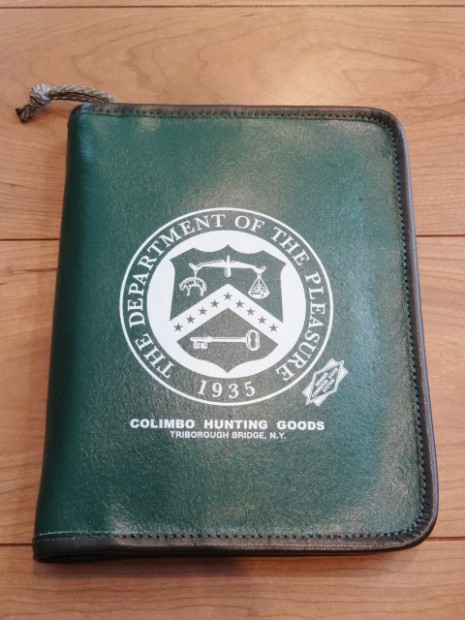 THE DEPARTMENT OF THE PLEASURE
1935
COLIMBO HUNTING GOODS
TRIBOROUGH BRIDGE, N.Y.